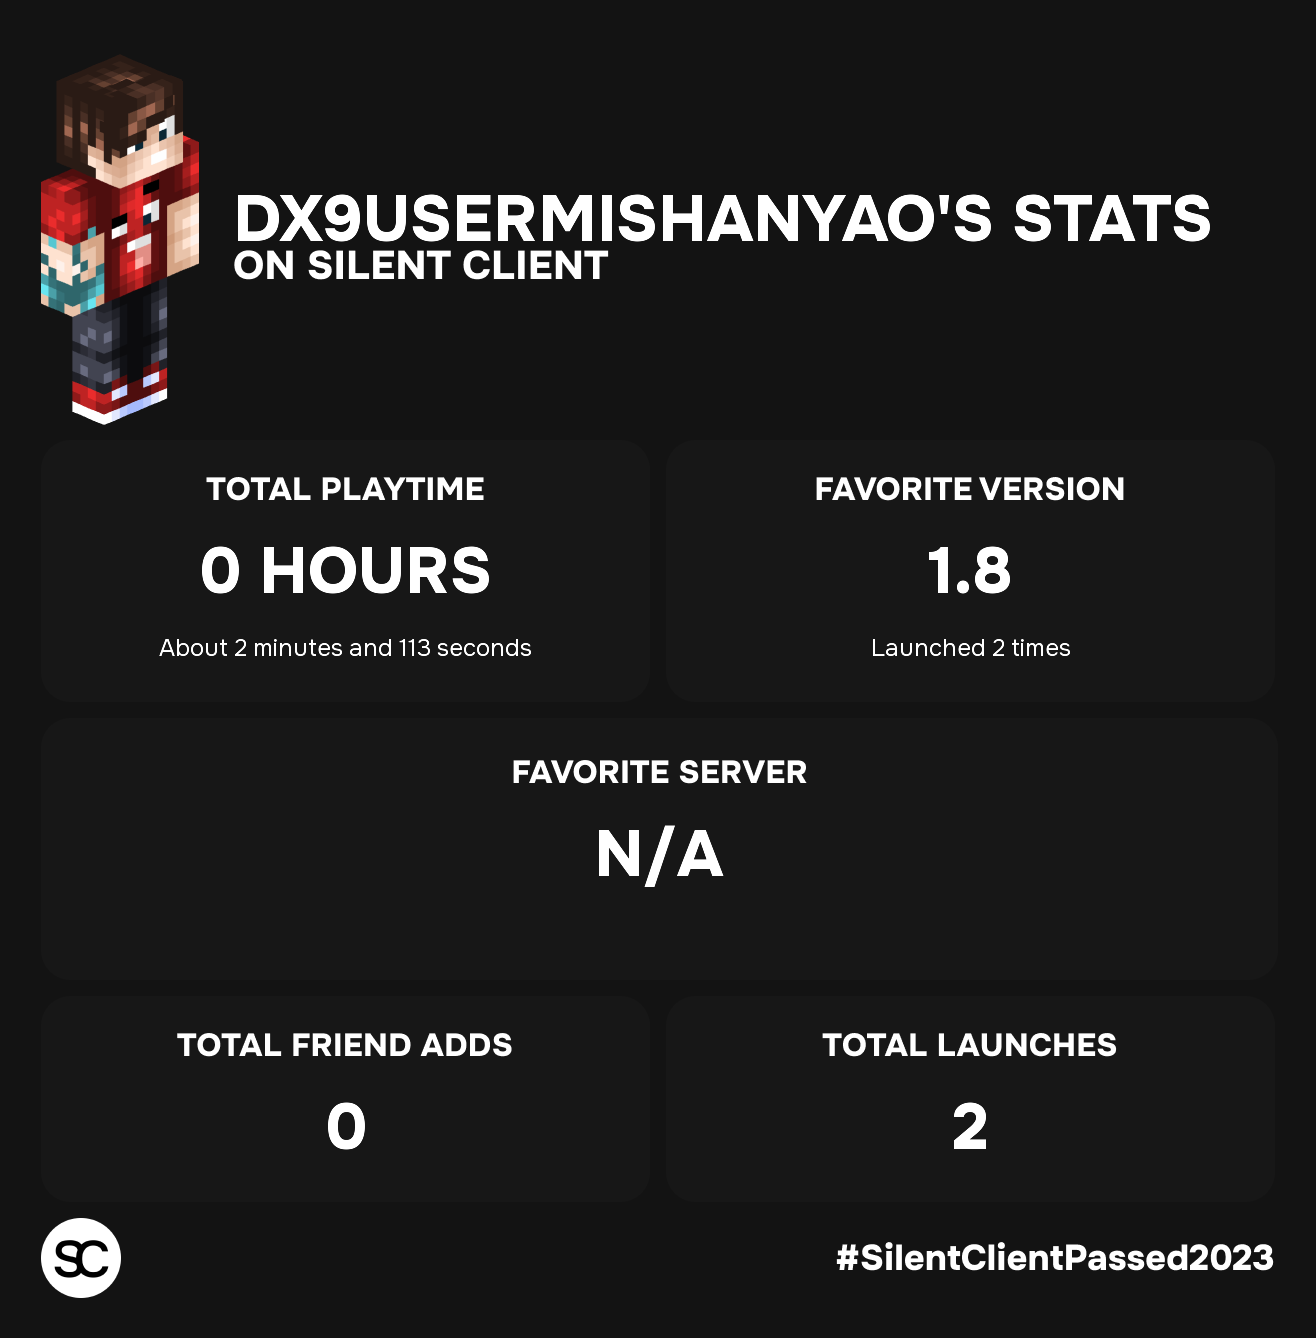 DX9USERMISHANYAO'S STATS
ON SILENT CLIENT
TOTAL PLAYTIME
0 HOURS
About 2 minutes and 113 seconds
FAVORITE VERSION
1.8
Launched 2 times
FAVORITE SERVER
N/A
TOTAL FRIEND ADDS
0
TOTAL LAUNCHES
2
SC
#SilentClientPassed2023